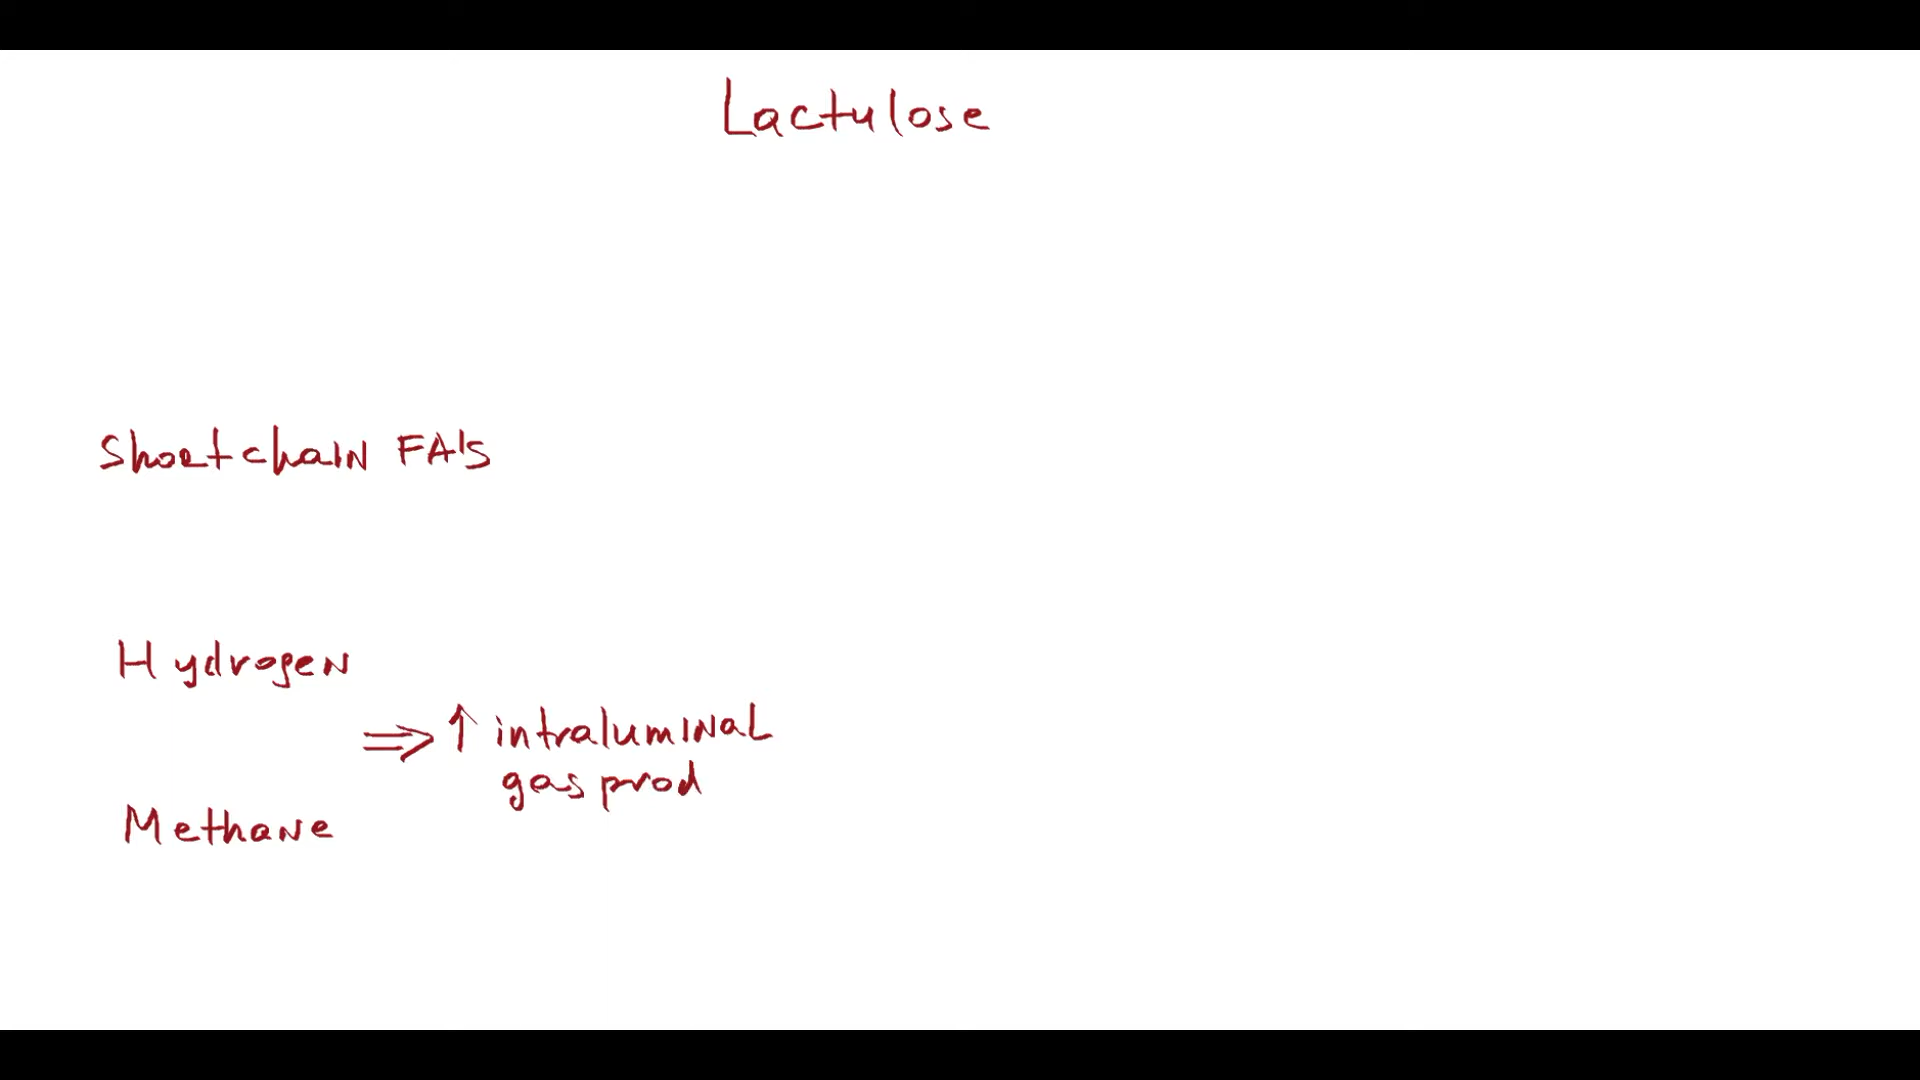 Lactulose
Shortchain FA's
Hydrogen
⇒ ↑ intraluminal
gas prod
Methane